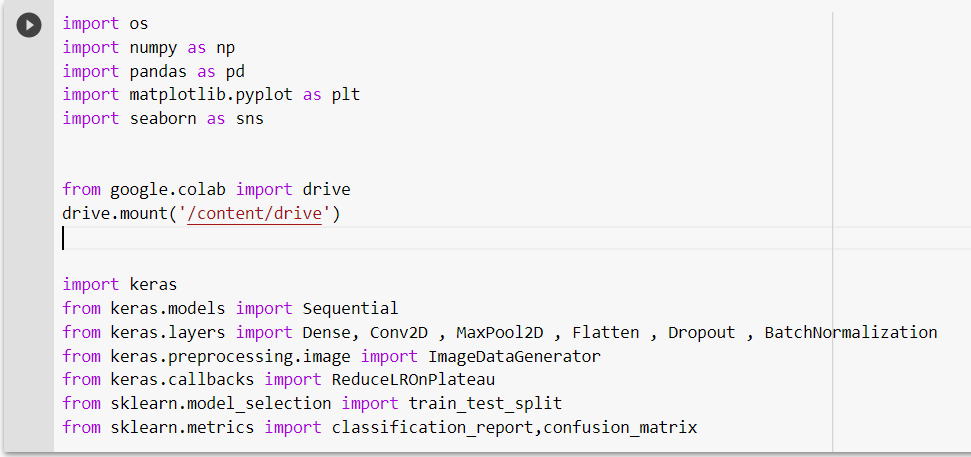 import os
import numpy as np
import pandas as pd
import matplotlib.pyplot as plt
import seaborn as sns
from google.colab import drive
drive.mount('/content/drive')
import keras
from keras.models import Sequential
from keras.layers import Dense, Conv2D , MaxPool2D , Flatten , Dropout , BatchNormalization
from keras.preprocessing.image import ImageDataGenerator
from keras.callbacks import ReduceLROnPlateau
from sklearn.model_selection import train_test_split
from sklearn.metrics import classification_report,confusion_matrix